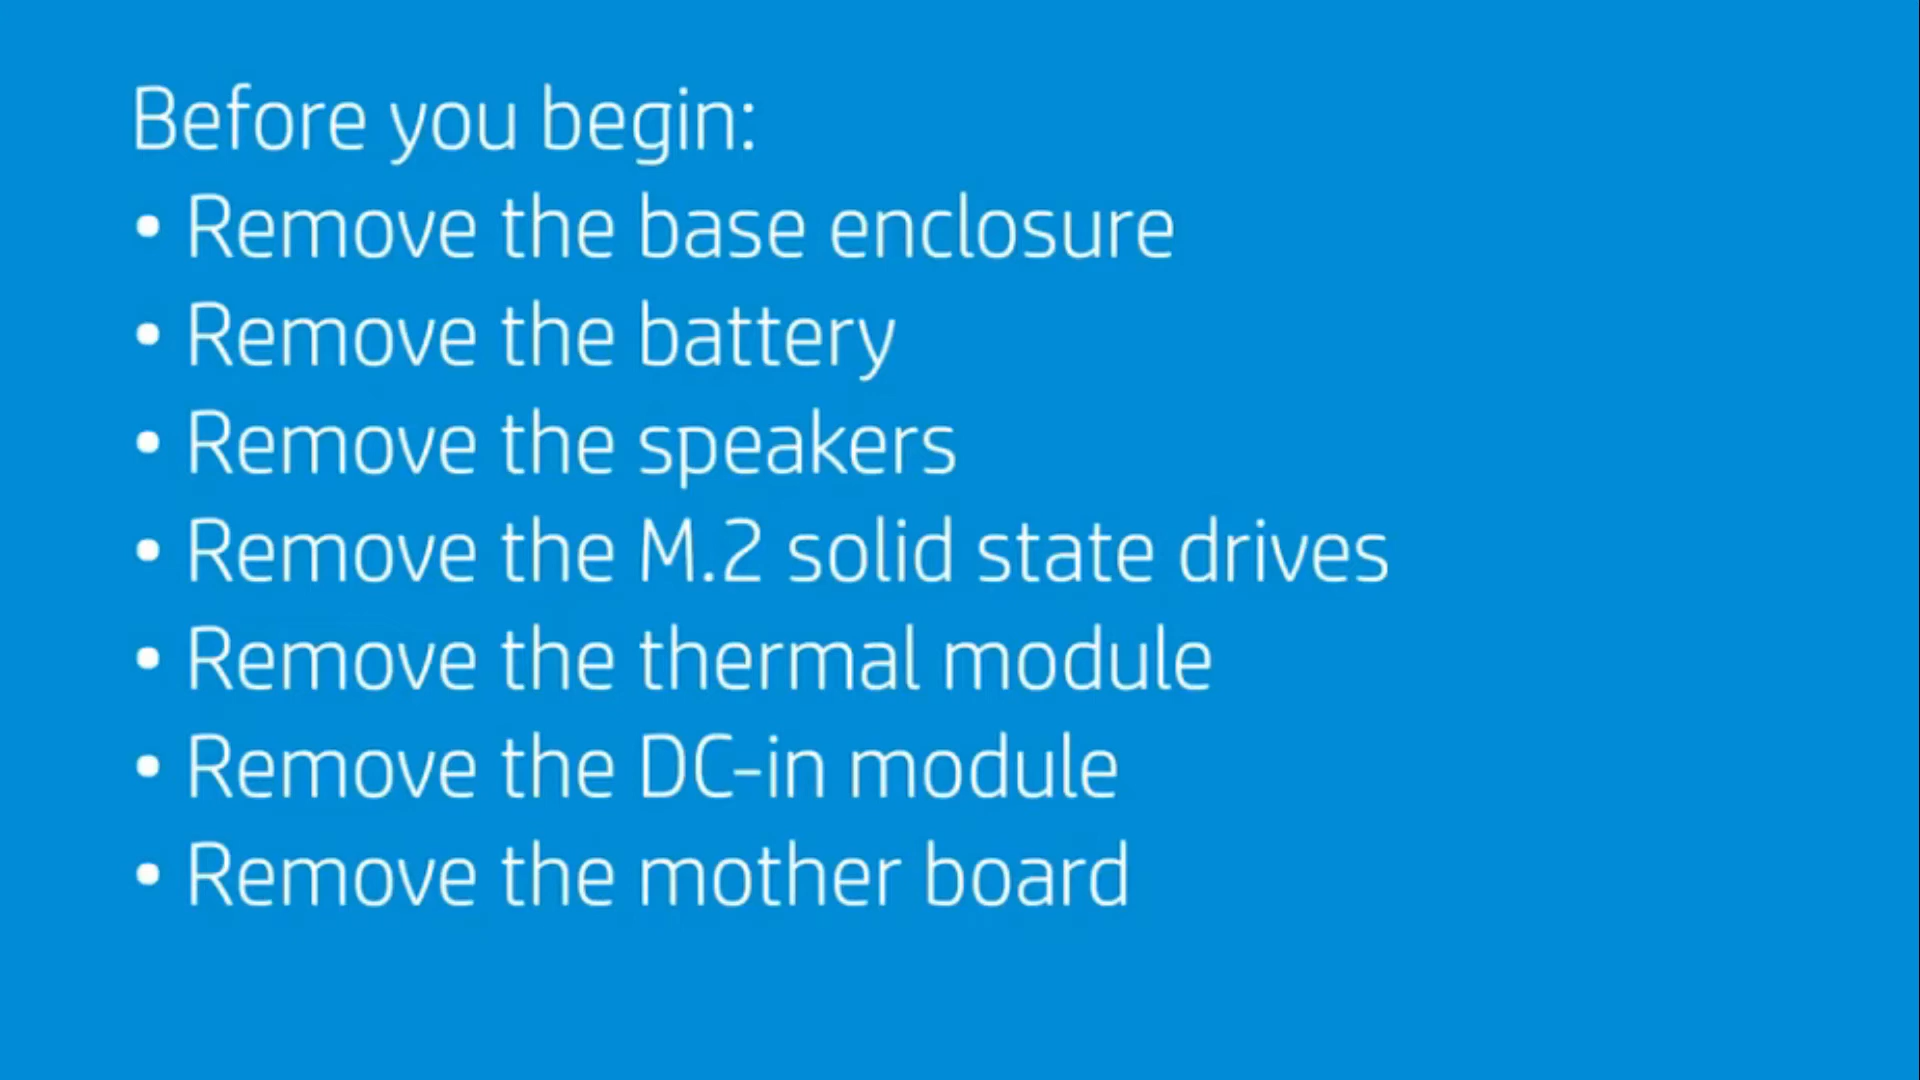 Before you begin:
• Remove the base enclosure
• Remove the battery
• Remove the speakers
• Remove the M.2 solid state drives
• Remove the thermal module
• Remove the DC-in module
• Remove the mother board